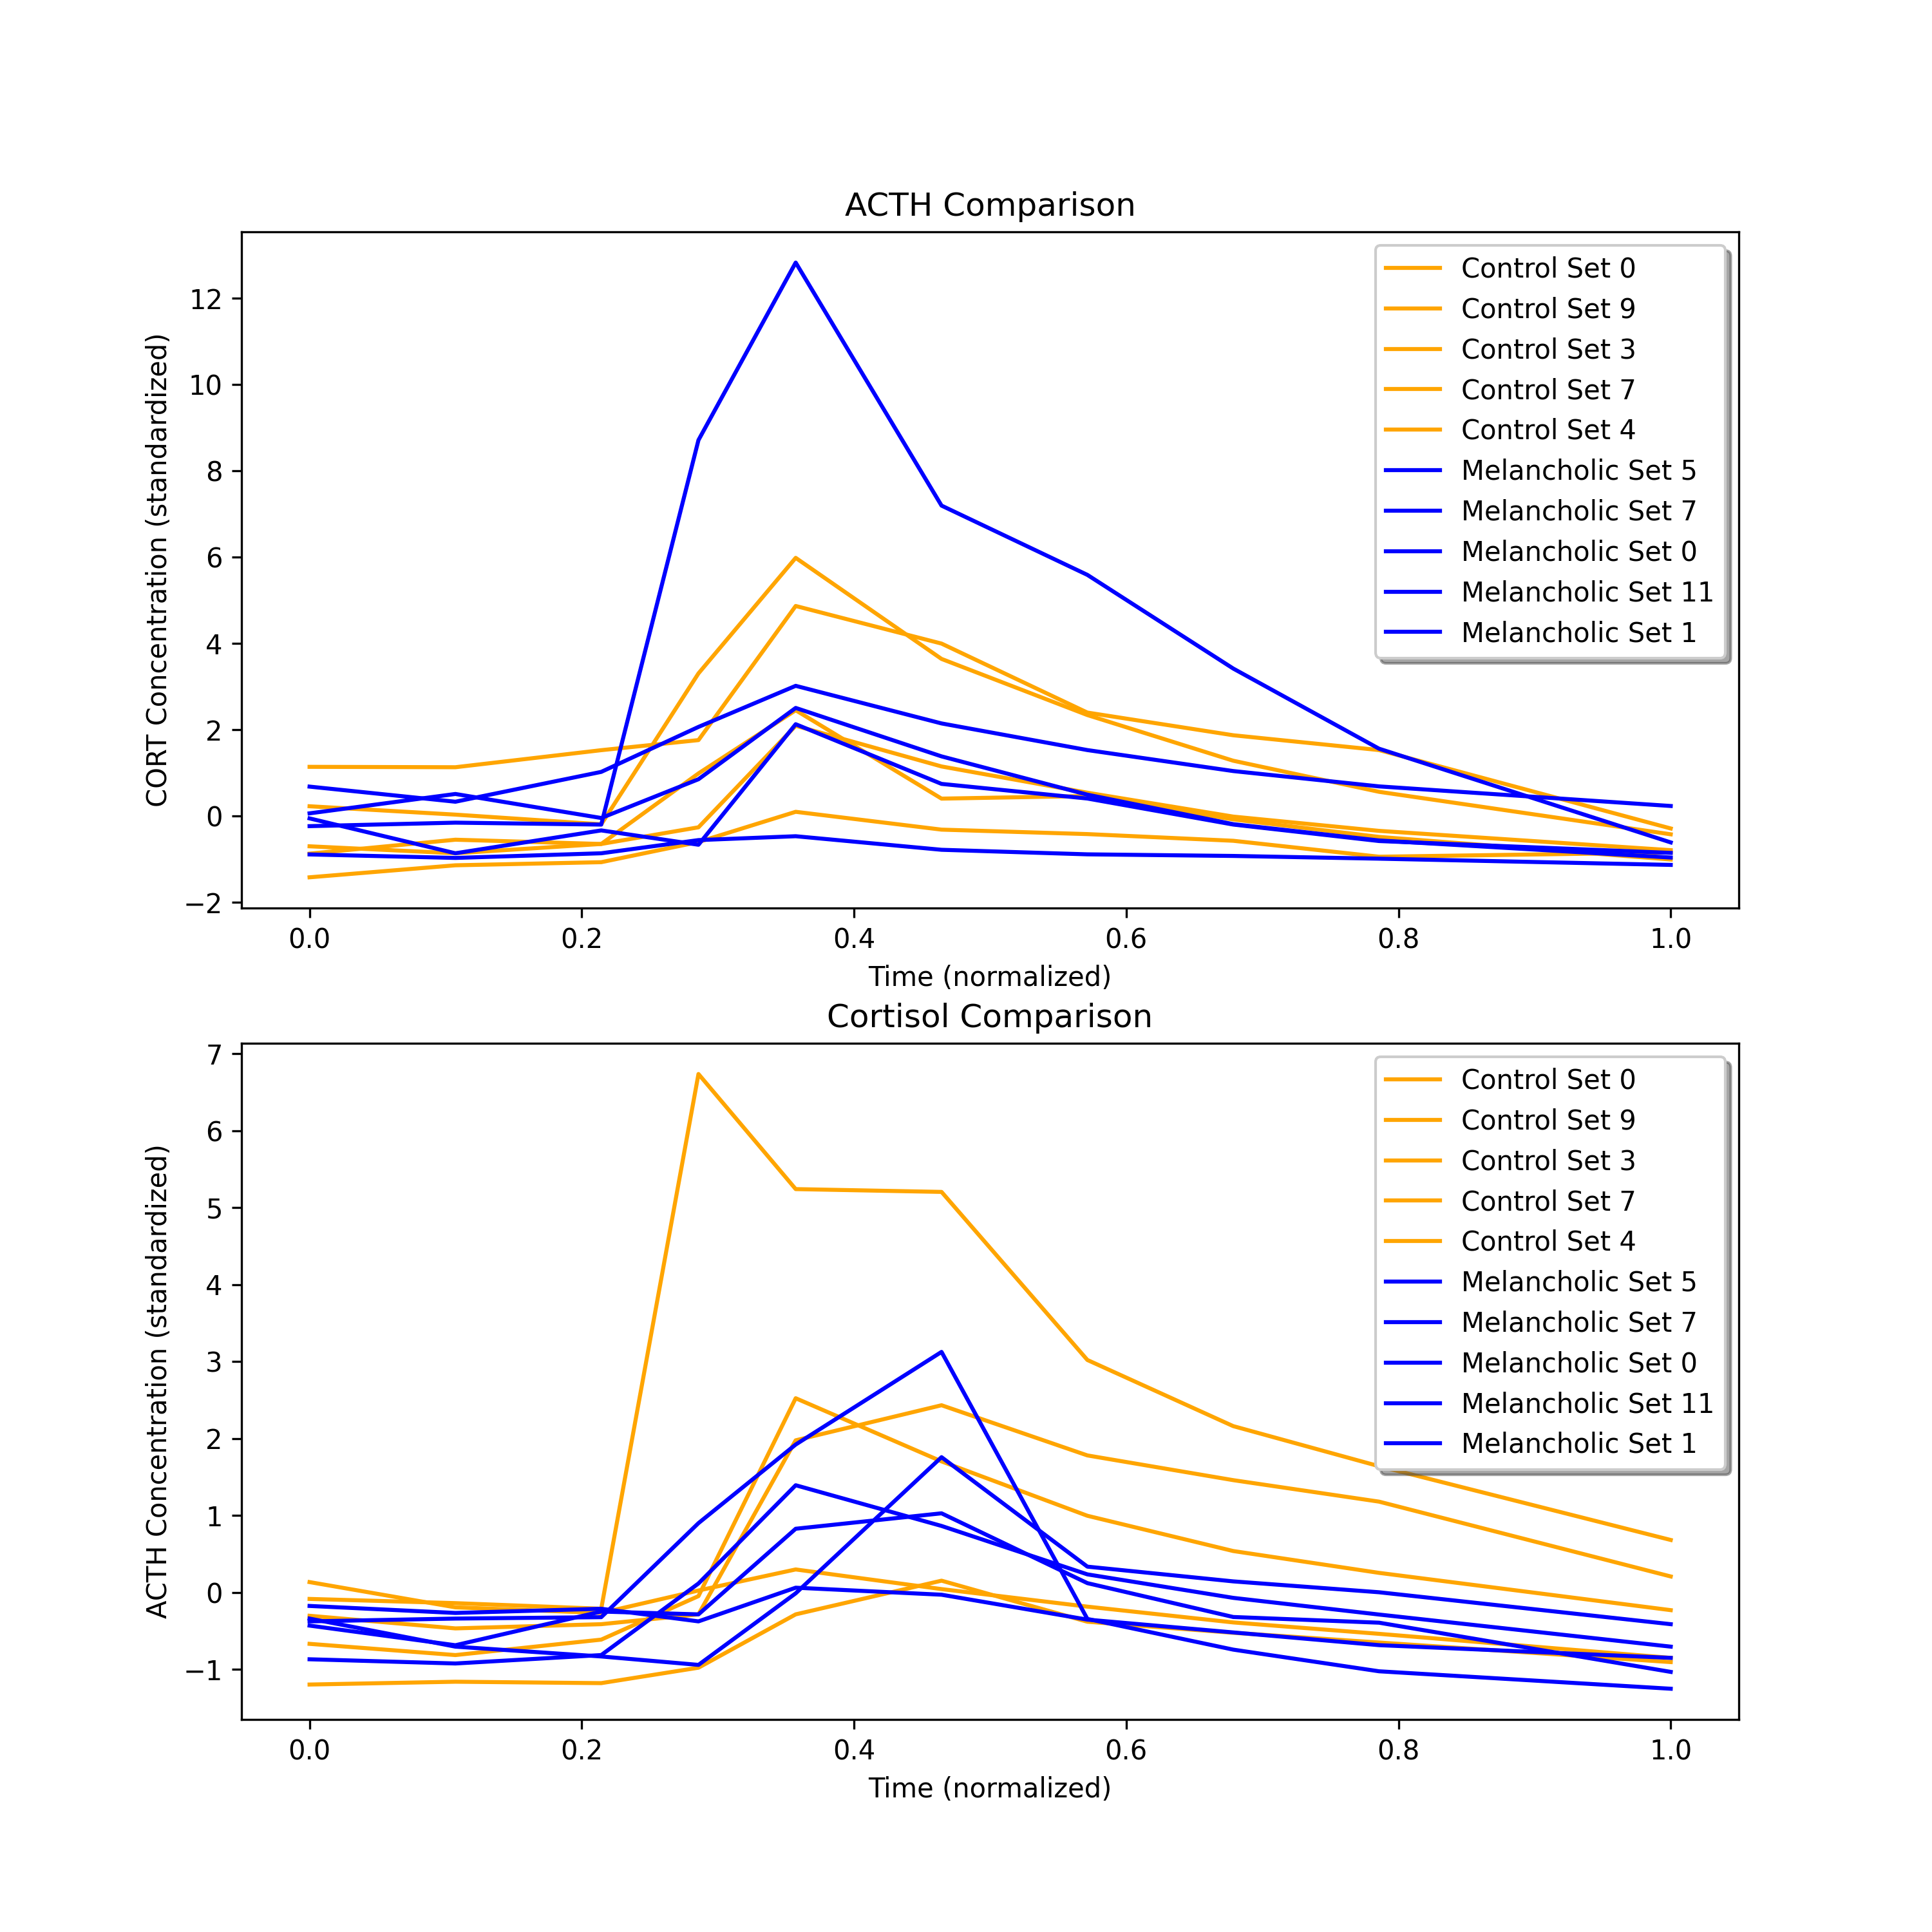 ACTH Comparison
CORT Concentration (standardized)
12
10
8
6
4
2
0
−2
0.0 0.2 0.4 0.6 0.8 1.0
Time (normalized)
Control Set 0
Control Set 9
Control Set 3
Control Set 7
Control Set 4
Melancholic Set 5
Melancholic Set 7
Melancholic Set 0
Melancholic Set 11
Melancholic Set 1
Cortisol Comparison
ACTH Concentration (standardized)
7
6
5
4
3
2
1
0
−1
0.0 0.2 0.4 0.6 0.8 1.0
Time (normalized)
Control Set 0
Control Set 9
Control Set 3
Control Set 7
Control Set 4
Melancholic Set 5
Melancholic Set 7
Melancholic Set 0
Melancholic Set 11
Melancholic Set 1